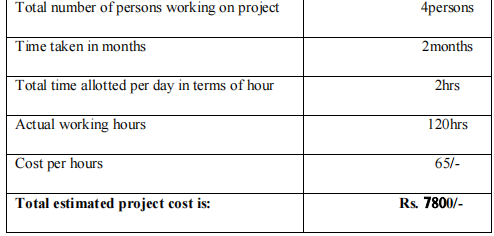 Total number of persons working on project 4persons
Time taken in months 2months
Total time allotted per day in terms of hour 2hrs
Actual working hours 120hrs
Cost per hours 65/-
Total estimated project cost is: Rs. 7800/-